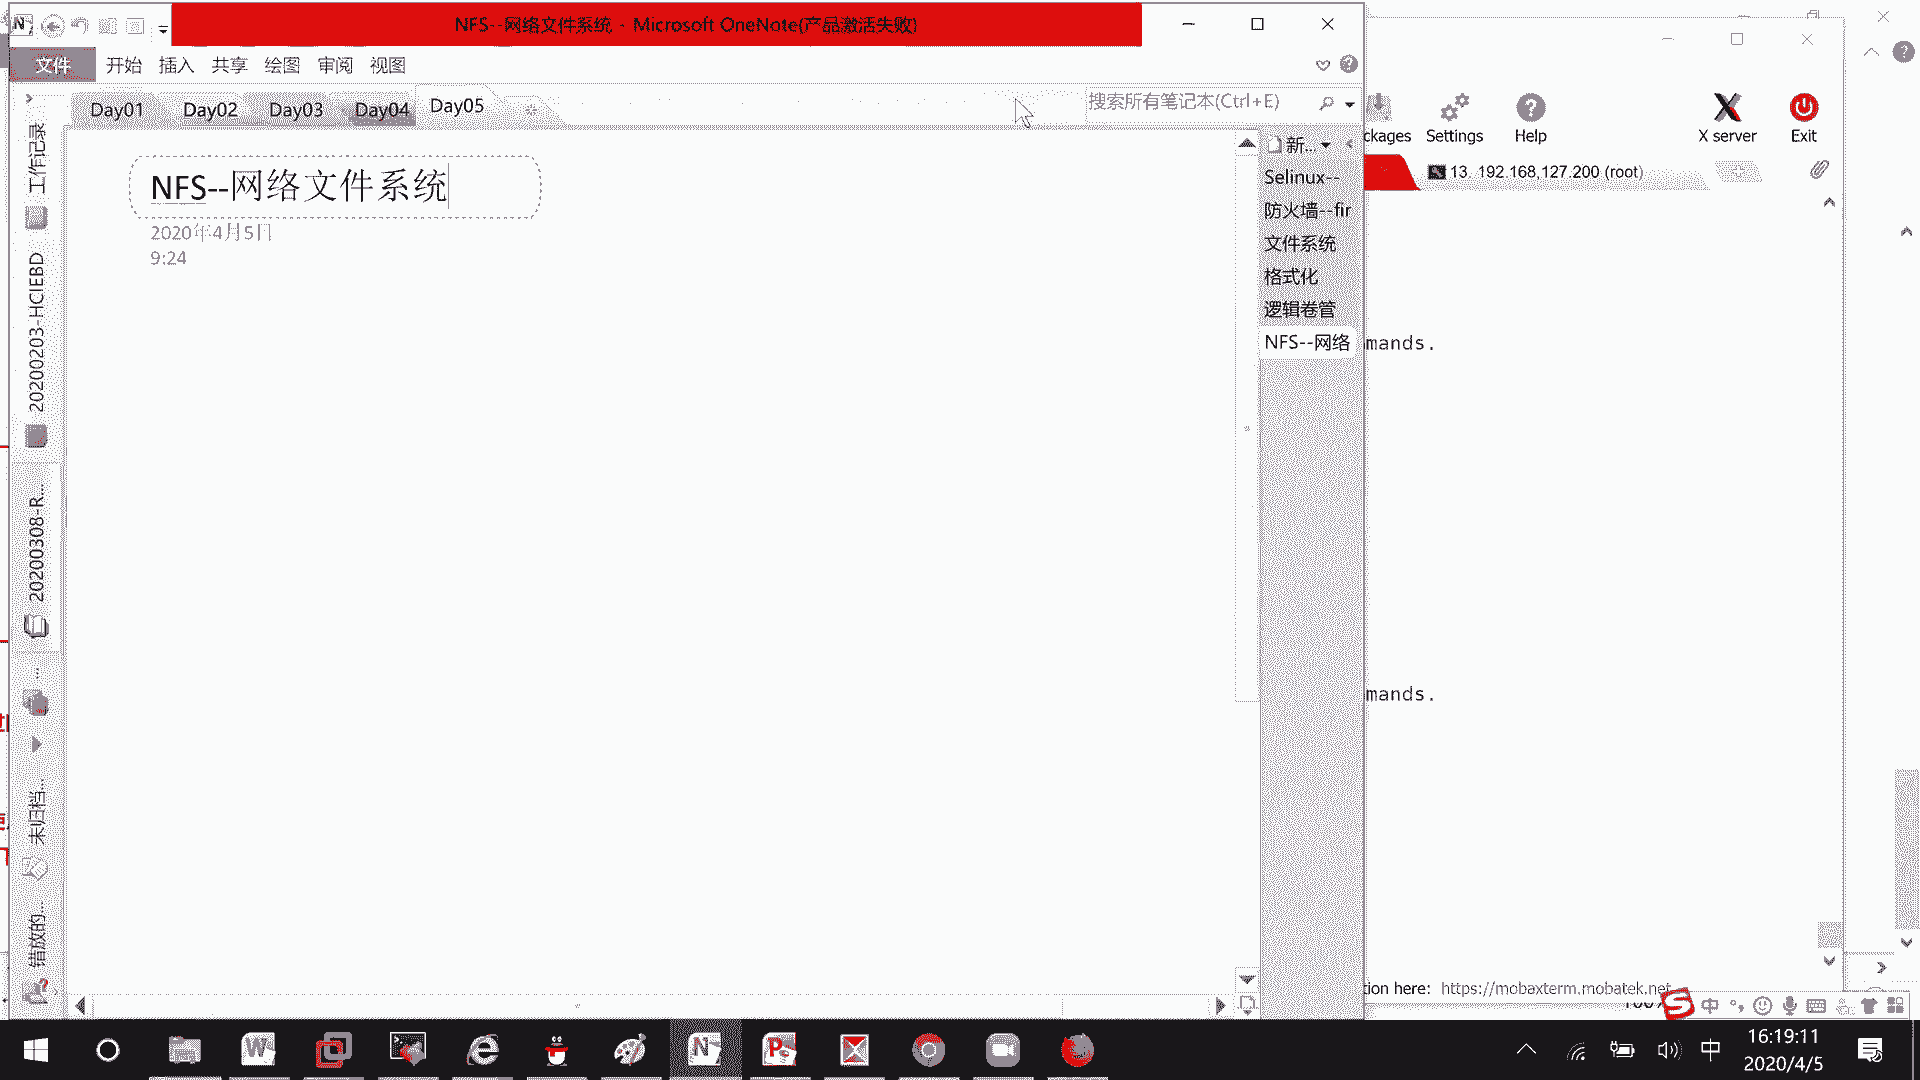 NFS--网络文件系统 - Microsoft OneNote(产品激活失败)
文件 开始 插入 共享 绘图 审阅 视图
Day01 Day02 Day03 Day04 Day05
搜索所有笔记本(Ctrl+E)
NFS--网络文件系统
2020年4月5日
9:24
工作记录
20200203-HCIEBD
20200308-R...
未归档...
错放的...
新...
Selinux--
防火墙--fir
文件系统
格式化
逻辑卷管
NFS--网络
ckages Settings Help X server Exit
13. 192.168.127.200 (root)
mands.
mands.
tion here: https://mobaxterm.mobatek.net
中
中
16:19:11
2020/4/5